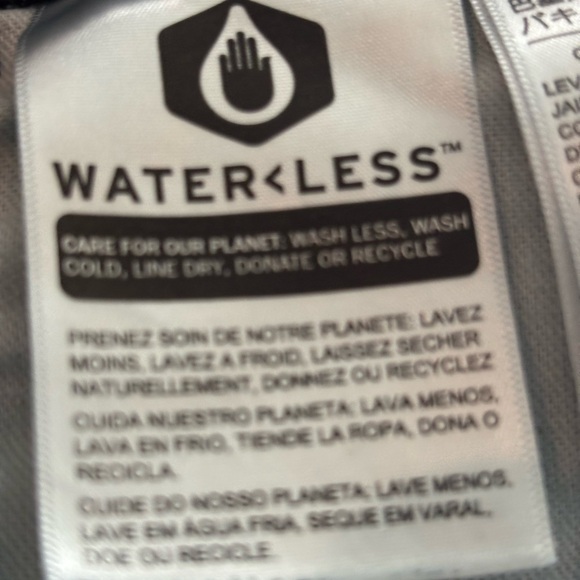 WATER<LESS™
CARE FOR OUR PLANET: WASH LESS, WASH
COLD, LINE DRY, DONATE OR RECYCLE
PRENEZ SOIN DE NOTRE PLANETE: LAVEZ
MOINS, LAVEZ A FROID, LAISSEZ SECHER
NATURELLEMENT, DONNEZ OU RECYCLEZ
CUIDA NUESTRO PLANETA: LAVA MENOS,
LAVA EN FRIO, TIENDE LA ROPA, DONA O
RECICLA.
CUIDE DO NOSSO PLANETA: LAVE MENOS,
LAVE EM ÁGUA FRIA, SEQUE EM VARAL,
DOE OU RECICLE.